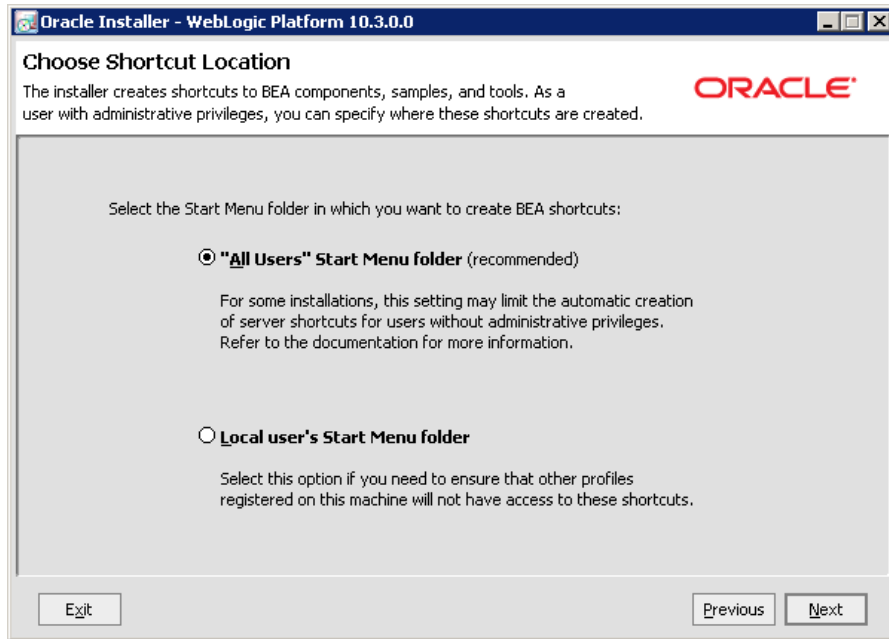 Oracle Installer - WebLogic Platform 10.3.0.0
Choose Shortcut Location
The installer creates shortcuts to BEA components, samples, and tools. As a
user with administrative privileges, you can specify where these shortcuts are created.
ORACLE
Select the Start Menu folder in which you want to create BEA shortcuts:
"All Users" Start Menu folder (recommended)
For some installations, this setting may limit the automatic creation
of server shortcuts for users without administrative privileges.
Refer to the documentation for more information.
Local user's Start Menu folder
Select this option if you need to ensure that other profiles
registered on this machine will not have access to these shortcuts.
Exit
Previous
Next